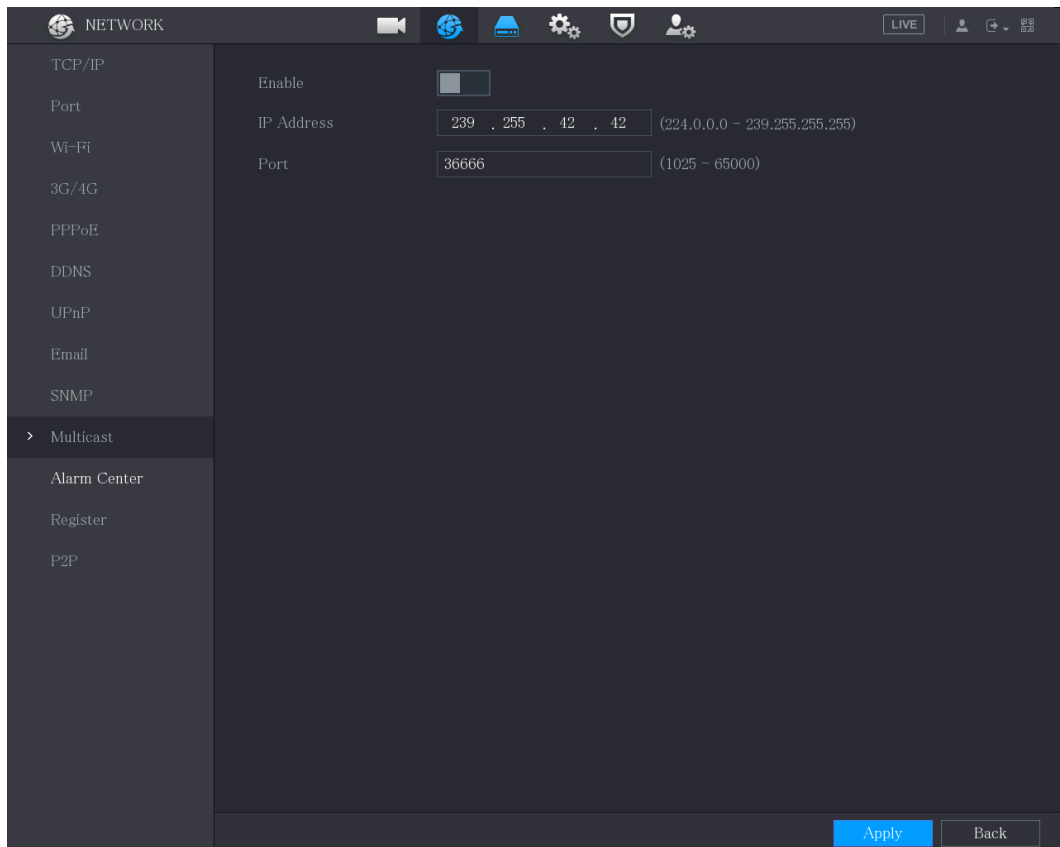 NETWORK
LIVE
TCP/IP
Port
Wi-Fi
3G/4G
PPPoE
DDNS
UPnP
Email
SNMP
Multicast
Alarm Center
Register
P2P
Enable
IP Address 239 . 255 . 42 . 42 (224.0.0.0 - 239.255.255.255)
Port 36666 (1025 - 65000)
Apply Back